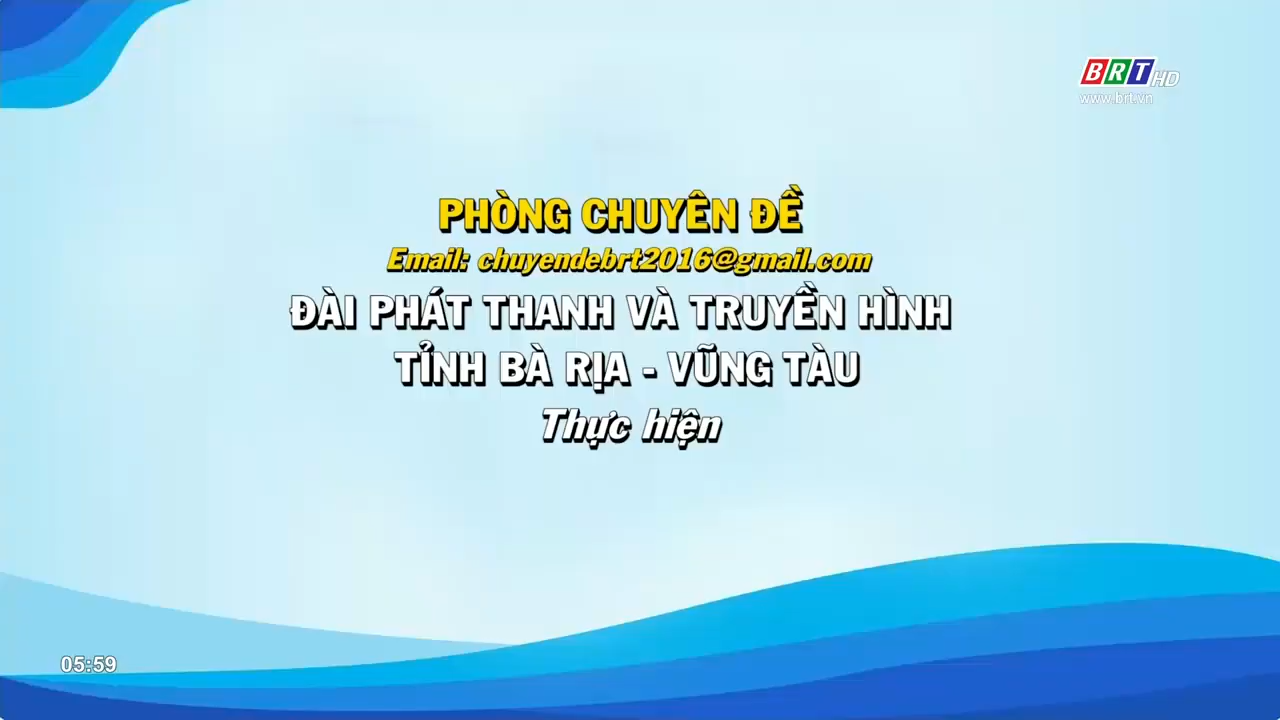 BRT HD
www.brt.vn
PHÒNG CHUYÊN ĐỀ
Email: chuyendebrt2016@gmail.com
ĐÀI PHÁT THANH VÀ TRUYỀN HÌNH
TỈNH BÀ RỊA - VŨNG TÀU
Thực hiện
05:59